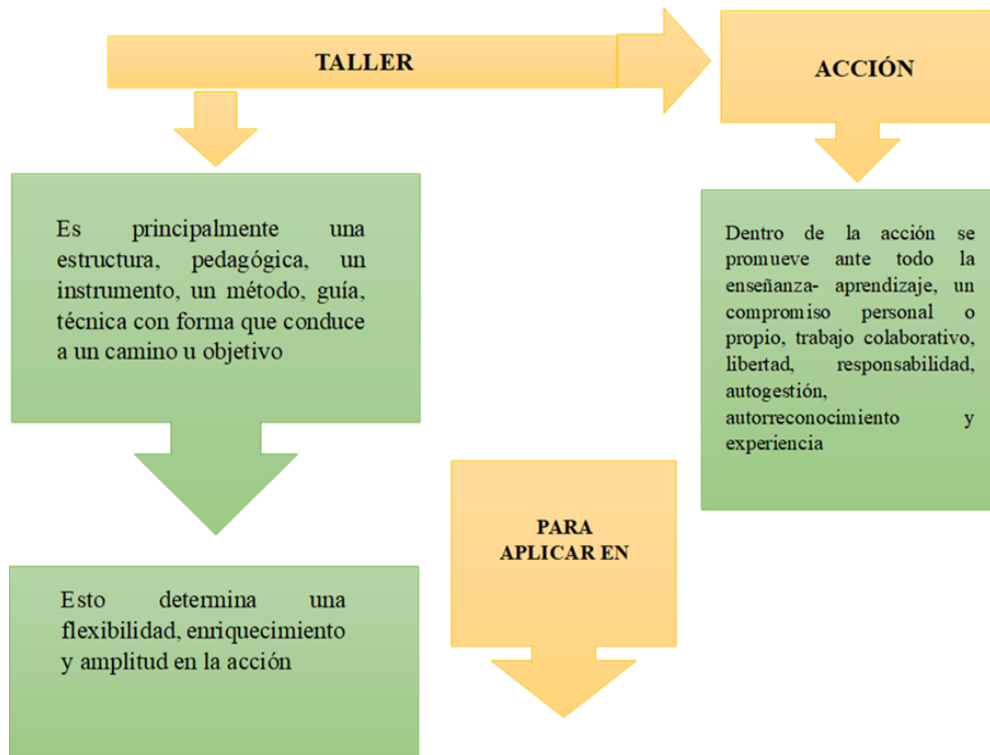 TALLER
ACCIÓN
Es principalmente una
estructura, pedagógica, un
instrumento, un método, guía,
técnica con forma que conduce
a un camino u objetivo
Dentro de la acción se
promueve ante todo la
enseñanza- aprendizaje, un
compromiso personal o
propio, trabajo colaborativo,
libertad, responsabilidad,
autogestión,
autorreconocimiento y
experiencia
PARA
APLICAR EN
Esto determina una
flexibilidad, enriquecimiento
y amplitud en la acción